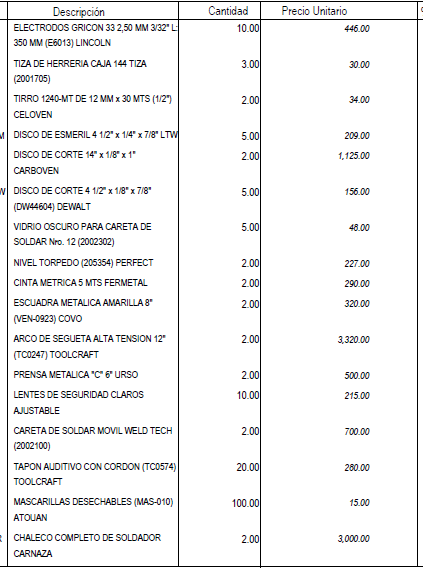 Descripción Cantidad Precio Unitario
ELECTRODOS GRICON 33 2,50 MM 3/32" L: 10.00 446.00
350 MM (E6013) LINCOLN
TIZA DE HERRERIA CAJA 144 TIZA 3.00 30.00
(2001705)
TIRRO 1240-MT DE 12 MM x 30 MTS (1/2") 2.00 34.00
CELOVEN
M DISCO DE ESMERIL 4 1/2" x 1/4" x 7/8" LTW 5.00 209.00
DISCO DE CORTE 14" x 1/8" x 1" 2.00 1,125.00
CARBOVEN
W DISCO DE CORTE 4 1/2" x 1/8" x 7/8" 5.00 156.00
(DW44604) DEWALT
VIDRIO OSCURO PARA CARETA DE 5.00 48.00
SOLDAR Nro. 12 (2002302)
NIVEL TORPEDO (205354) PERFECT 2.00 227.00
CINTA METRICA 5 MTS FERMETAL 2.00 290.00
ESCUADRA METALICA AMARILLA 8" 2.00 320.00
(VEN-0923) COVO
ARCO DE SEGUETA ALTA TENSION 12" 2.00 3,320.00
(TC0247) TOOLCRAFT
PRENSA METALICA "C" 6" URSO 2.00 500.00
LENTES DE SEGURIDAD CLAROS 10.00 215.00
AJUSTABLE
CARETA DE SOLDAR MOVIL WELD TECH 2.00 700.00
(2002100)
TAPON AUDITIVO CON CORDON (TC0574) 20.00 260.00
TOOLCRAFT
MASCARILLAS DESECHABLES (MAS-010) 100.00 15.00
ATOUAN
CHALECO COMPLETO DE SOLDADOR 2.00 3,000.00
CARNAZA